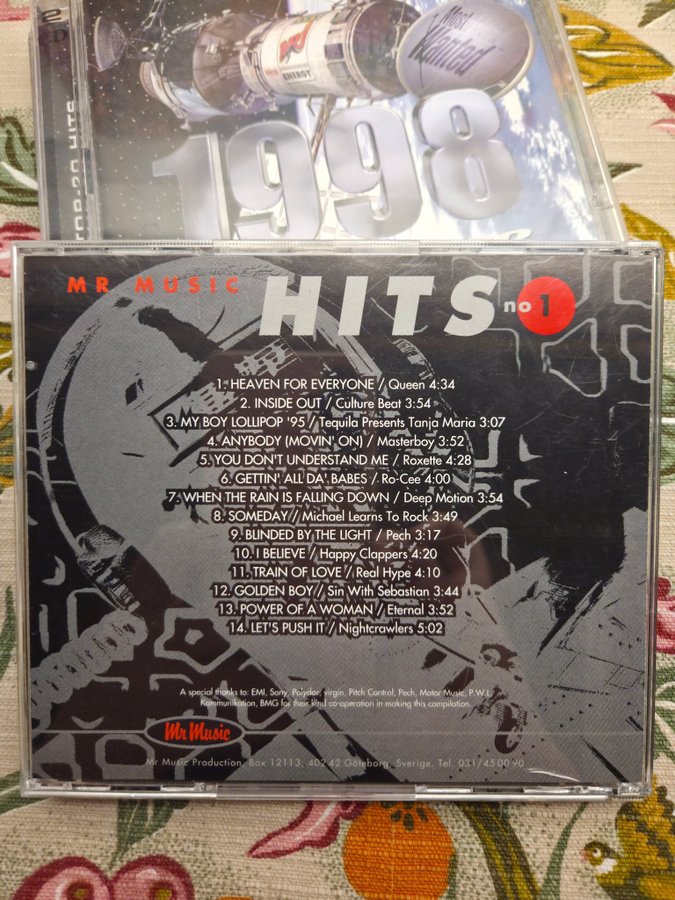 2
CD
TOP 20 HITS
ENERGY
Most
Wanted
1998
MR MUSIC HITS no 1
1. HEAVEN FOR EVERYONE / Queen 4:34
2. INSIDE OUT / Culture Beat 3:54
3. MY BOY LOLLIPOP '95 / Tequila Presents Tanja Maria 3:07
4. ANYBODY (MOVIN' ON) / Masterboy 3:52
5. YOU DON'T UNDERSTAND ME / Roxette 4:28
6. GETTIN' ALL DA' BABES / Ro-Cee 4:00
7. WHEN THE RAIN IS FALLING DOWN / Deep Motion 3:54
8. SOMEDAY / Michael Learns To Rock 3:49
9. BLINDED BY THE LIGHT / Pech 3:17
10. I BELIEVE / Happy Clappers 4:20
11. TRAIN OF LOVE / Real Hype 4:10
12. GOLDEN BOY / Sin With Sebastian 3:44
13. POWER OF A WOMAN / Eternal 3:52
14. LET'S PUSH IT / Nightcrawlers 5:02
A special thanks to: EMI, Sony, Polydor, virgin, Pitch Control, Pech, Motor Music, P.W.L
Kommunikation, BMG for their kind co-operation in making this compilation.
Mr Music
Mr Music Production, Box 12113, 402 42 Göteborg, Sverige. Tel. 031/45 00 90